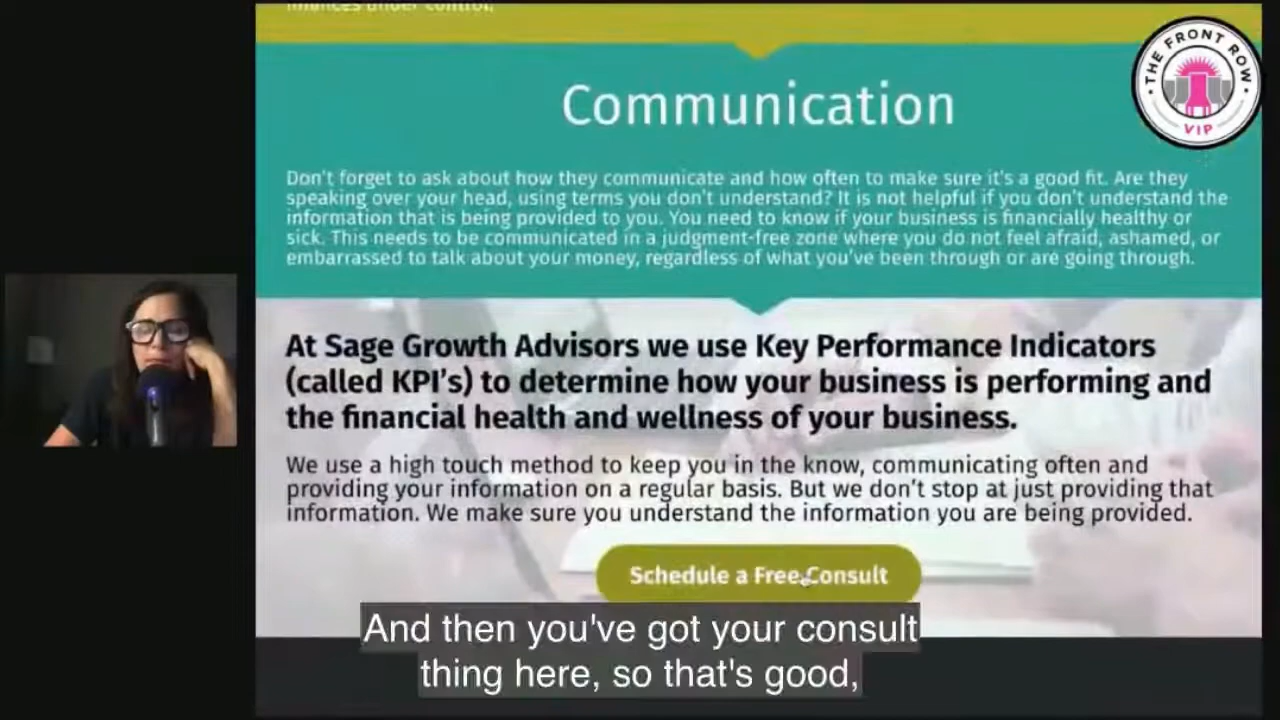 finances under control.
THE FRONT ROW
VIP
Communication
Don't forget to ask about how they communicate and how often to make sure it's a good fit. Are they
speaking over your head, using terms you don't understand? It is not helpful if you don't understand the
information that is being provided to you. You need to know if your business is financially healthy or
sick. This needs to be communicated in a judgment-free zone where you do not feel afraid, ashamed, or
embarrassed to talk about your money, regardless of what you've been through or are going through.
At Sage Growth Advisors we use Key Performance Indicators
(called KPI's) to determine how your business is performing and
the financial health and wellness of your business.
We use a high touch method to keep you in the know, communicating often and
providing your information on a regular basis. But we don't stop at just providing that
information. We make sure you understand the information you are being provided.
Schedule a Free Consult
And then you've got your consult
thing here, so that's good,